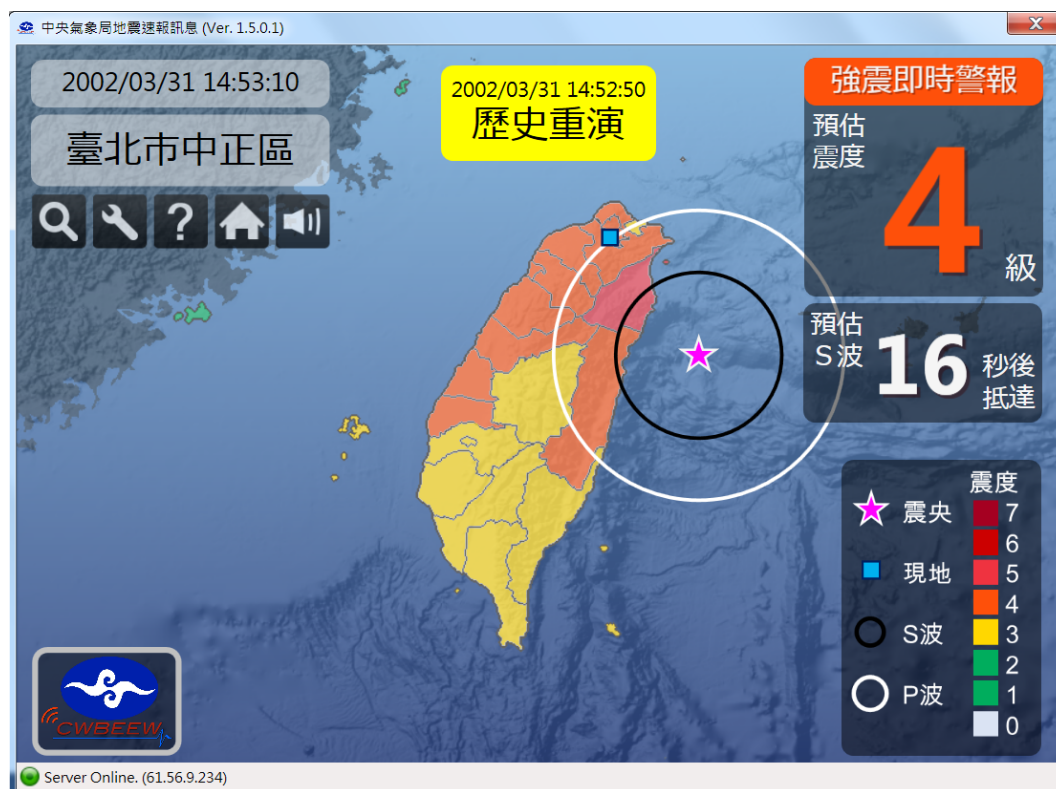 中央氣象局地震速報訊息 (Ver. 1.5.0.1)
2002/03/31 14:53:10
臺北市中正區
?
2002/03/31 14:52:50
歷史重演
強震即時警報
預估
震度
4
級
預估
S波
16
秒後
抵達
震度
震央
現地
S波
P波
7
6
5
4
3
2
1
0
CWBEEW
Server Online. (61.56.9.234)